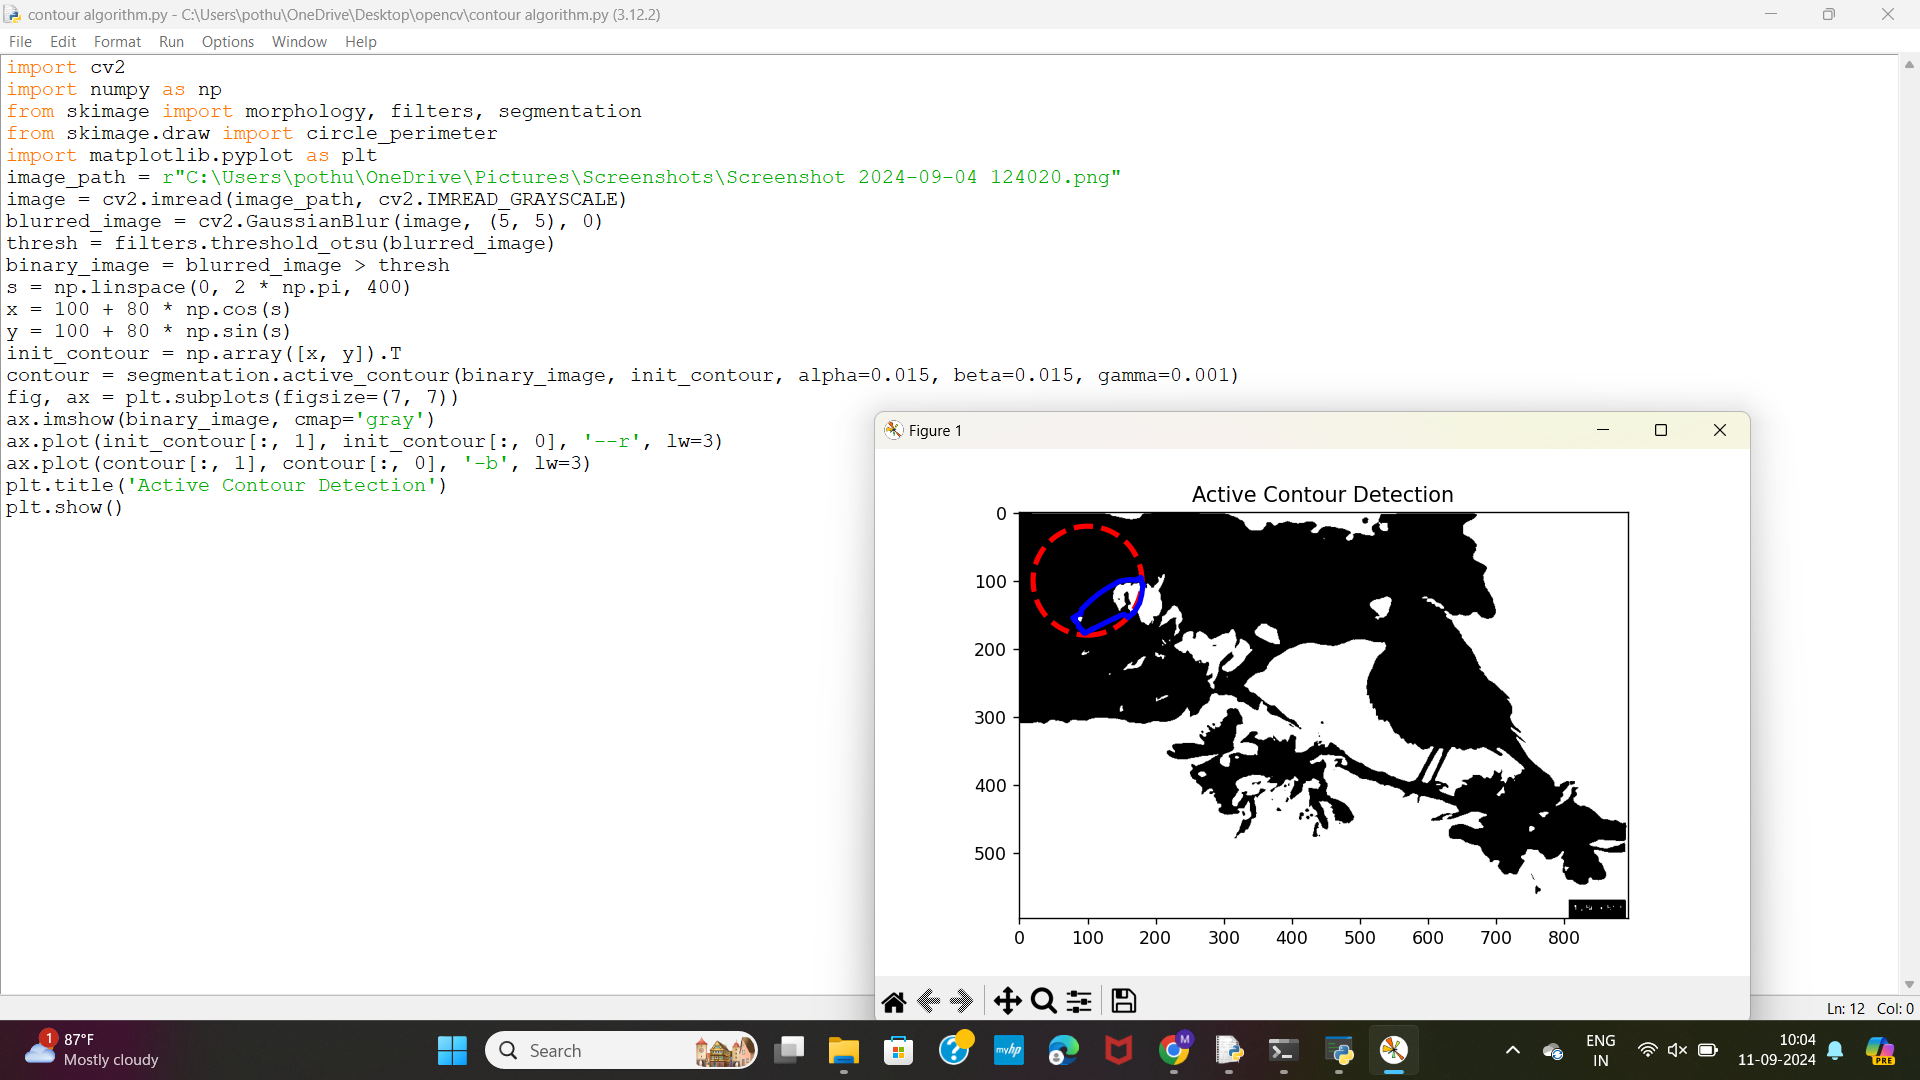 contour algorithm.py - C:\Users\pothu\OneDrive\Desktop\opencv\contour algorithm.py (3.12.2)
File Edit Format Run Options Window Help
import cv2
import numpy as np
from skimage import morphology, filters, segmentation
from skimage.draw import circle_perimeter
import matplotlib.pyplot as plt
image_path = r"C:\Users\pothu\OneDrive\Pictures\Screenshots\Screenshot 2024-09-04 124020.png"
image = cv2.imread(image_path, cv2.IMREAD_GRAYSCALE)
blurred_image = cv2.GaussianBlur(image, (5, 5), 0)
thresh = filters.threshold_otsu(blurred_image)
binary_image = blurred_image > thresh
s = np.linspace(0, 2 * np.pi, 400)
x = 100 + 80 * np.cos(s)
y = 100 + 80 * np.sin(s)
init_contour = np.array([x, y]).T
contour = segmentation.active_contour(binary_image, init_contour, alpha=0.015, beta=0.015, gamma=0.001)
fig, ax = plt.subplots(figsize=(7, 7))
ax.imshow(binary_image, cmap='gray')
ax.plot(init_contour[:, 1], init_contour[:, 0], '--r', lw=3)
ax.plot(contour[:, 1], contour[:, 0], '-b', lw=3)
plt.title('Active Contour Detection')
plt.show()
Figure 1
Active Contour Detection
0
100
200
300
400
500
0 100 200 300 400 500 600 700 800
Ln: 12 Col: 0
1
87°F
Mostly cloudy
Search
myhp
M
ENG
IN
10:04
11-09-2024
PRE